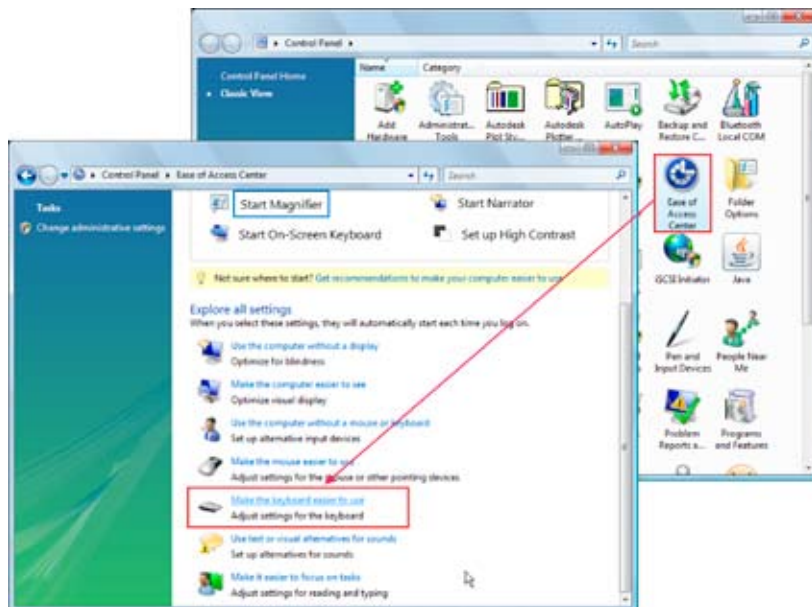 Control Panel
Search
Control Panel Home
Classic View
Name
Category
Add Hardware
Administrat... Tools
Autodesk Plot Sty...
Autodesk Plotter ...
AutoPlay
Backup and Restore C...
Bluetooth Local COM
Ease of Access Center
Folder Options
iSCSI Initiator
Java
Pen and Input Devices
People Near Me
Problem Reports a...
Programs and Features
Control Panel
Ease of Access Center
Search
Tasks
Change administrative settings
Start Magnifier
Start Narrator
Start On-Screen Keyboard
Set up High Contrast
Not sure where to start? Get recommendations to make your computer easier to use
Explore all settings
When you select these settings, they will automatically start each time you log on.
Use the computer without a display
Optimize for blindness
Make the computer easier to see
Optimize visual display
Use the computer without a mouse or keyboard
Set up alternative input devices
Make the mouse easier to use
Adjust settings for the mouse or other pointing devices
Make the keyboard easier to use
Adjust settings for the keyboard
Use text or visual alternatives for sounds
Set up alternatives for sounds
Make it easier to focus on tasks
Adjust settings for reading and typing